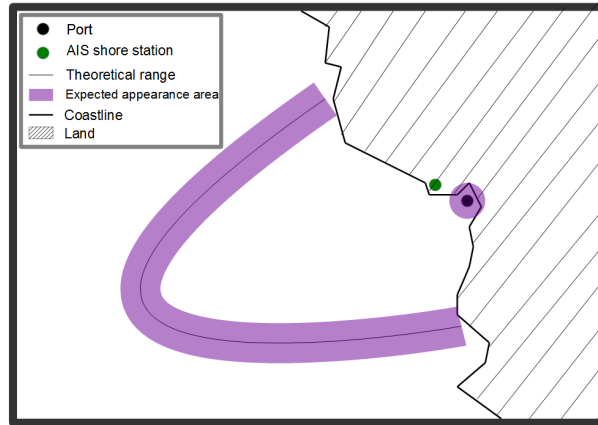 Port
AIS shore station
Theoretical range
Expected appearance area
Coastline
Land